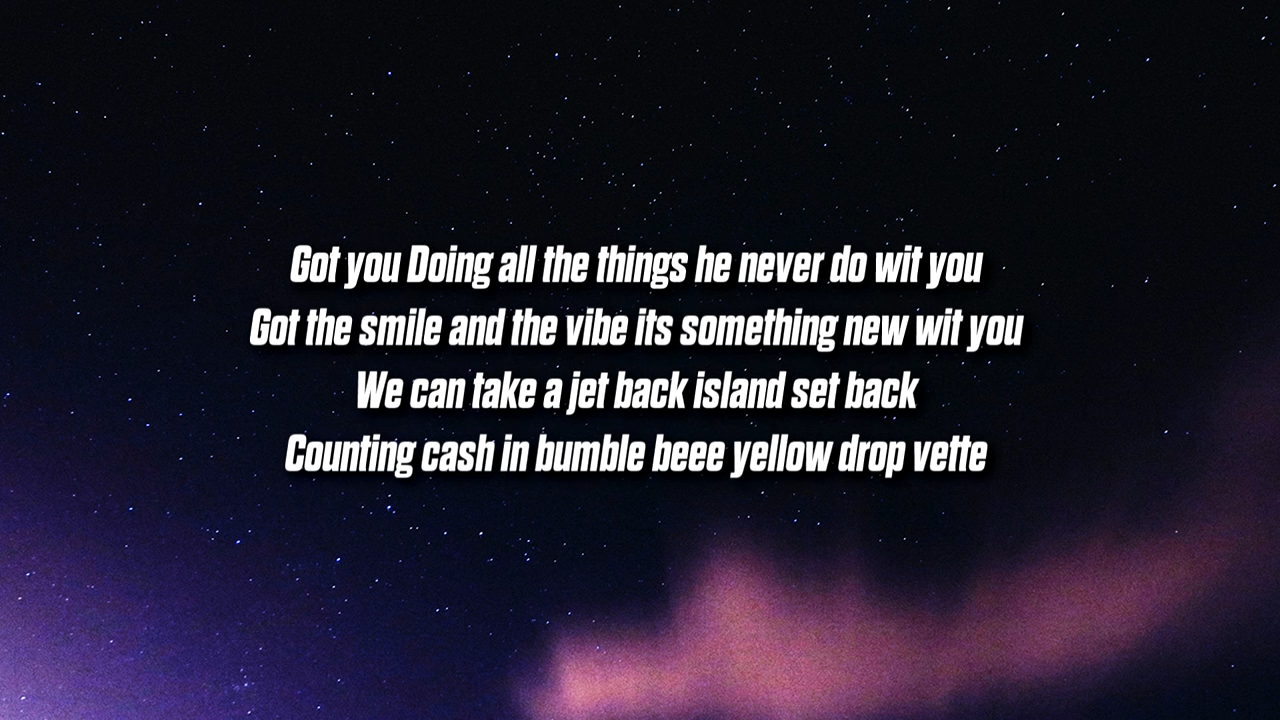 Got you Doing all the things he never do wit you
Got the smile and the vibe its something new wit you
We can take a jet back island set back
Counting cash in bumble beee yellow drop vette